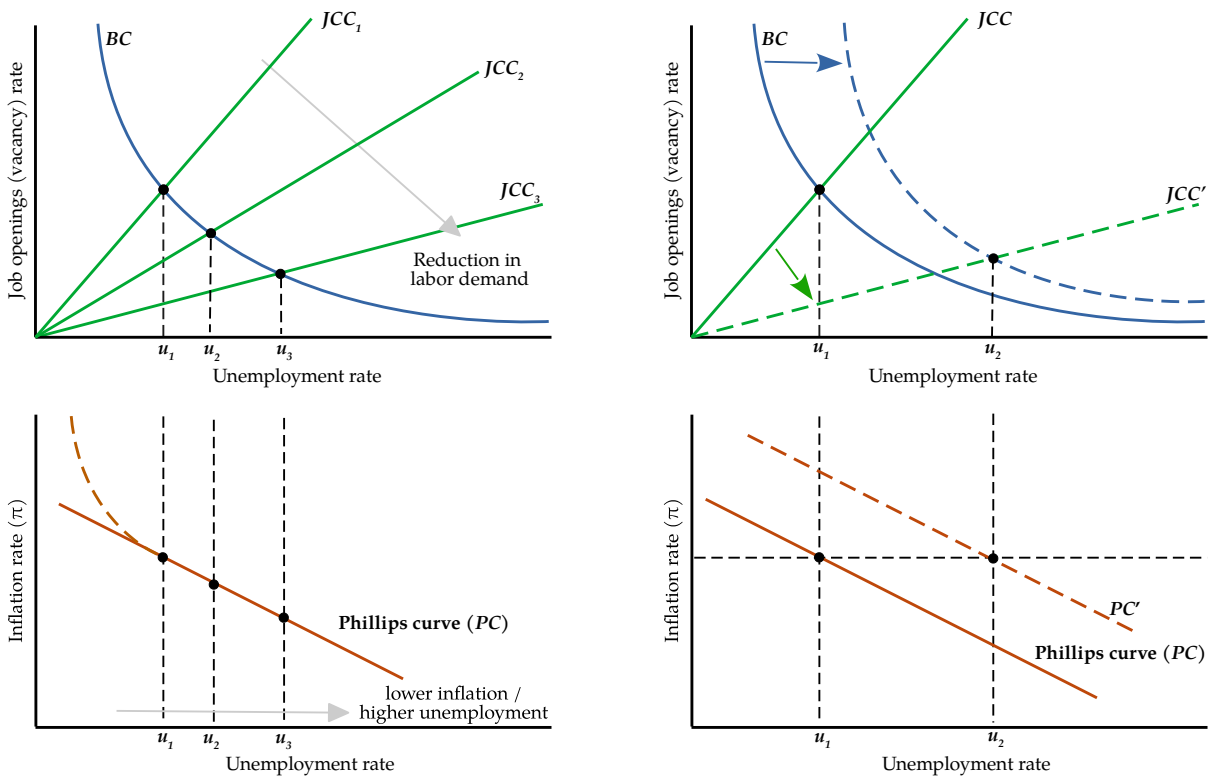 Job openings (vacancy) rate
BC
JCC₁
JCC₂
JCC₃
Reduction in
labor demand
u₁
u₂
u₃
Unemployment rate
Job openings (vacancy) rate
BC
JCC
JCC′
u₁
u₂
Unemployment rate
Inflation rate (π)
Phillips curve (PC)
lower inflation /
higher unemployment
u₁
u₂
u₃
Unemployment rate
Inflation rate (π)
PC′
Phillips curve (PC)
u₁
u₂
Unemployment rate